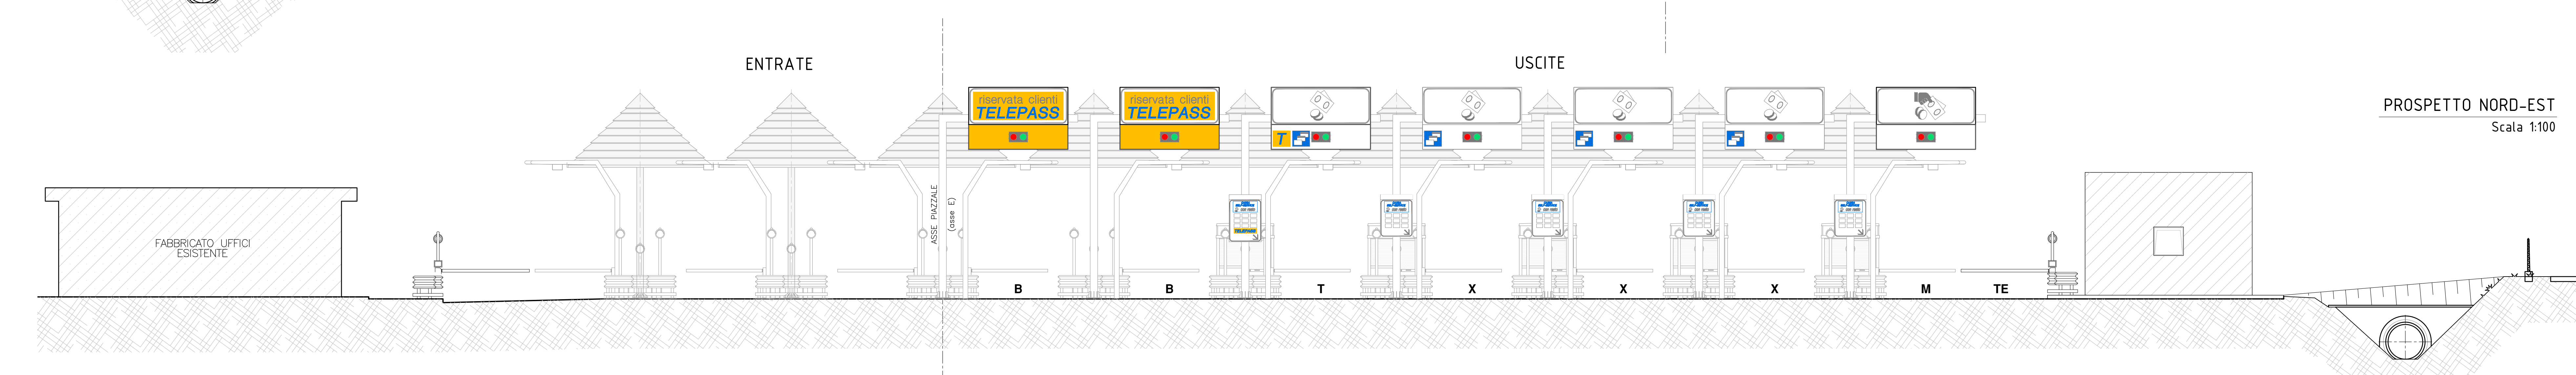 ENTRATE
USCITE
PROSPETTO NORD-EST
Scala 1:100
riservata clienti
TELEPASS
riservata clienti
TELEPASS
T
ASSE PIAZZALE
(asse E)
FABBRICATO UFFICI
ESISTENTE
TELEPASS
B
B
T
X
X
X
M
TE